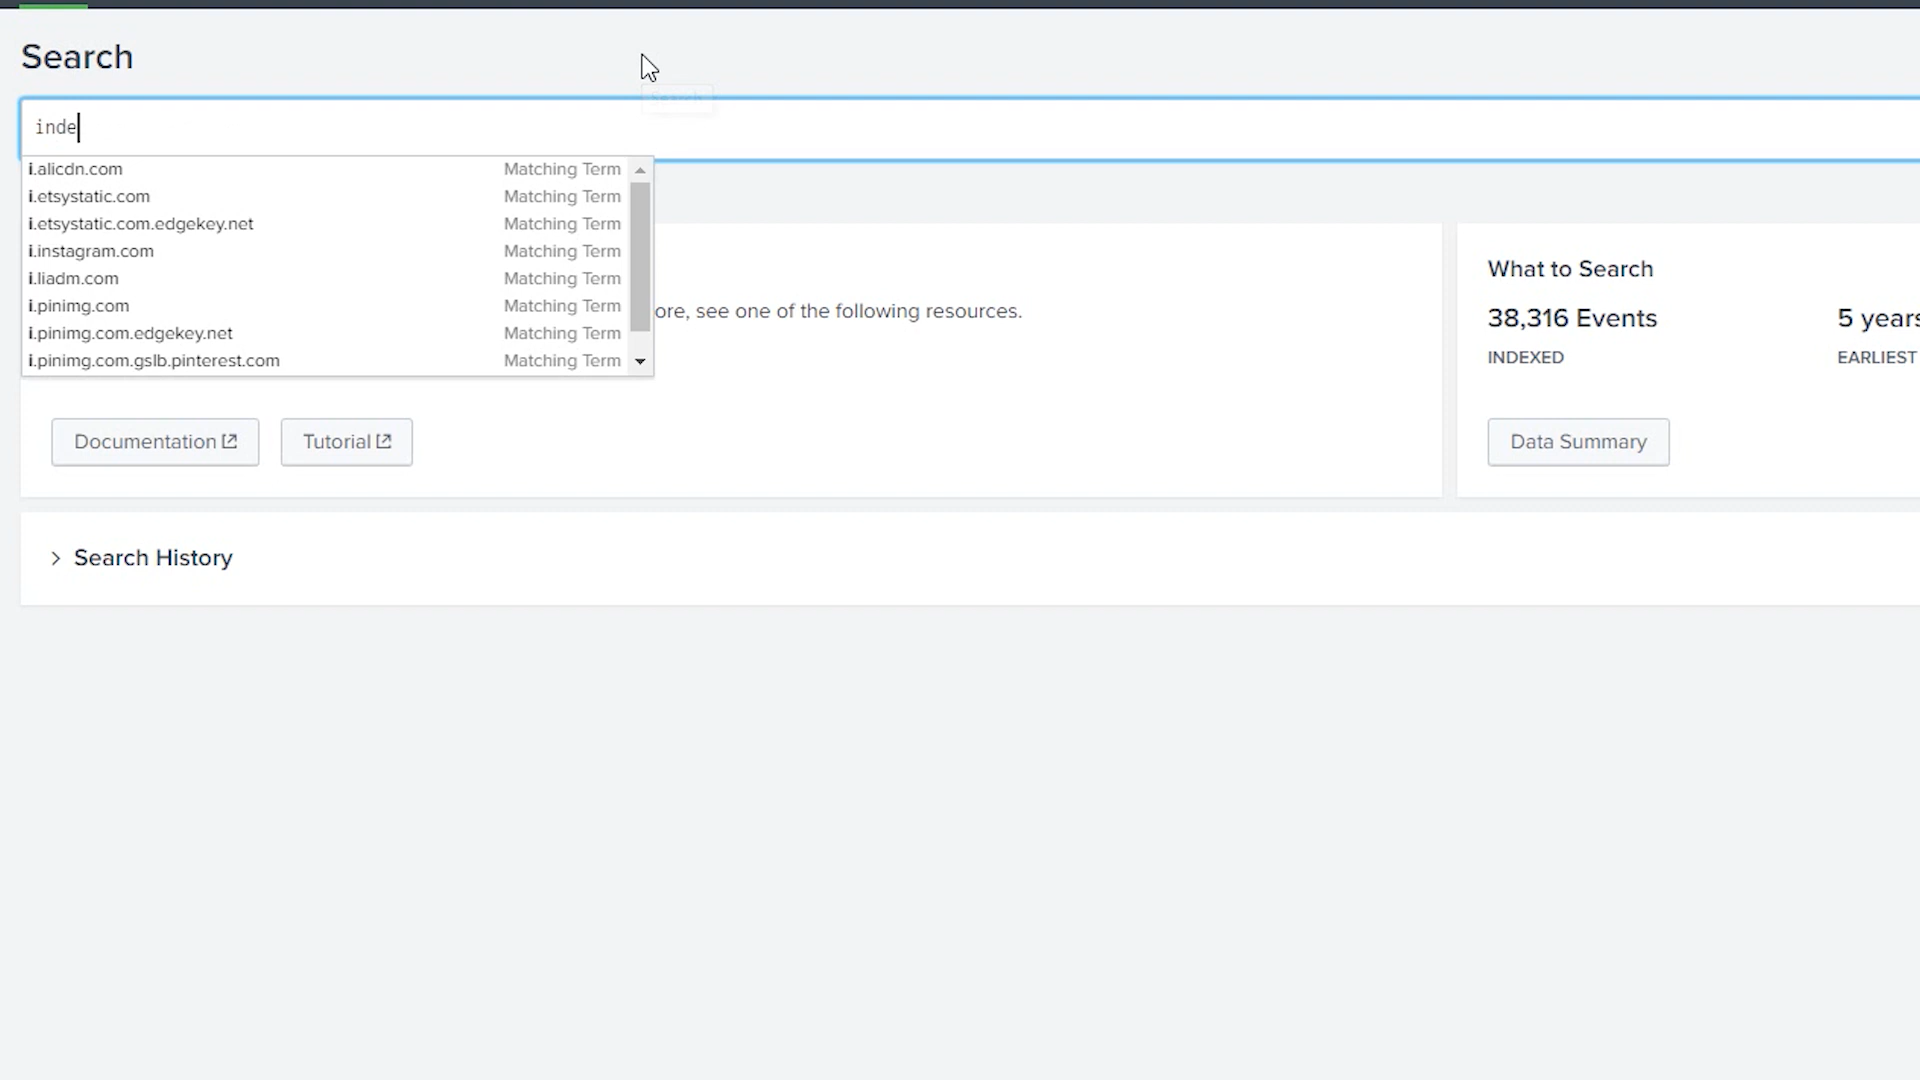 Search
inde
i.alicdn.com Matching Term
i.etsystatic.com Matching Term
i.etsystatic.com.edgekey.net Matching Term
i.instagram.com Matching Term
i.liadm.com Matching Term
i.pinimg.com Matching Term
i.pinimg.com.edgekey.net Matching Term
i.pinimg.com.gslb.pinterest.com Matching Term
ore, see one of the following resources.
Documentation
Tutorial
What to Search
38,316 Events
INDEXED
5 years
EARLIEST
Data Summary
Search History